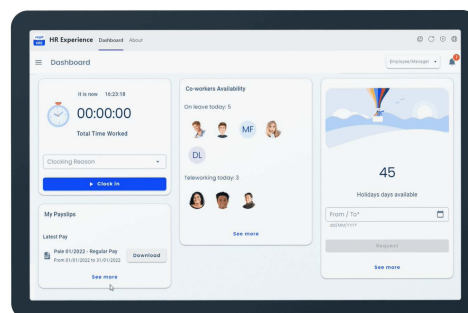 HR Experience Dashboard About
Dashboard
Employee/Manager
It is now 16:23:18
00:00:00
Total Time Worked
Clocking Reason
Clock in
My Payslips
Latest Pay
Pale 01/2022 - Regular Pay
From 01/01/2022 to 31/01/2022
Download
See more
Co-workers Availability
On leave today: 5
MF
DL
Teleworking today: 3
See more
45
Holidays days available
From / To*
Request
See more